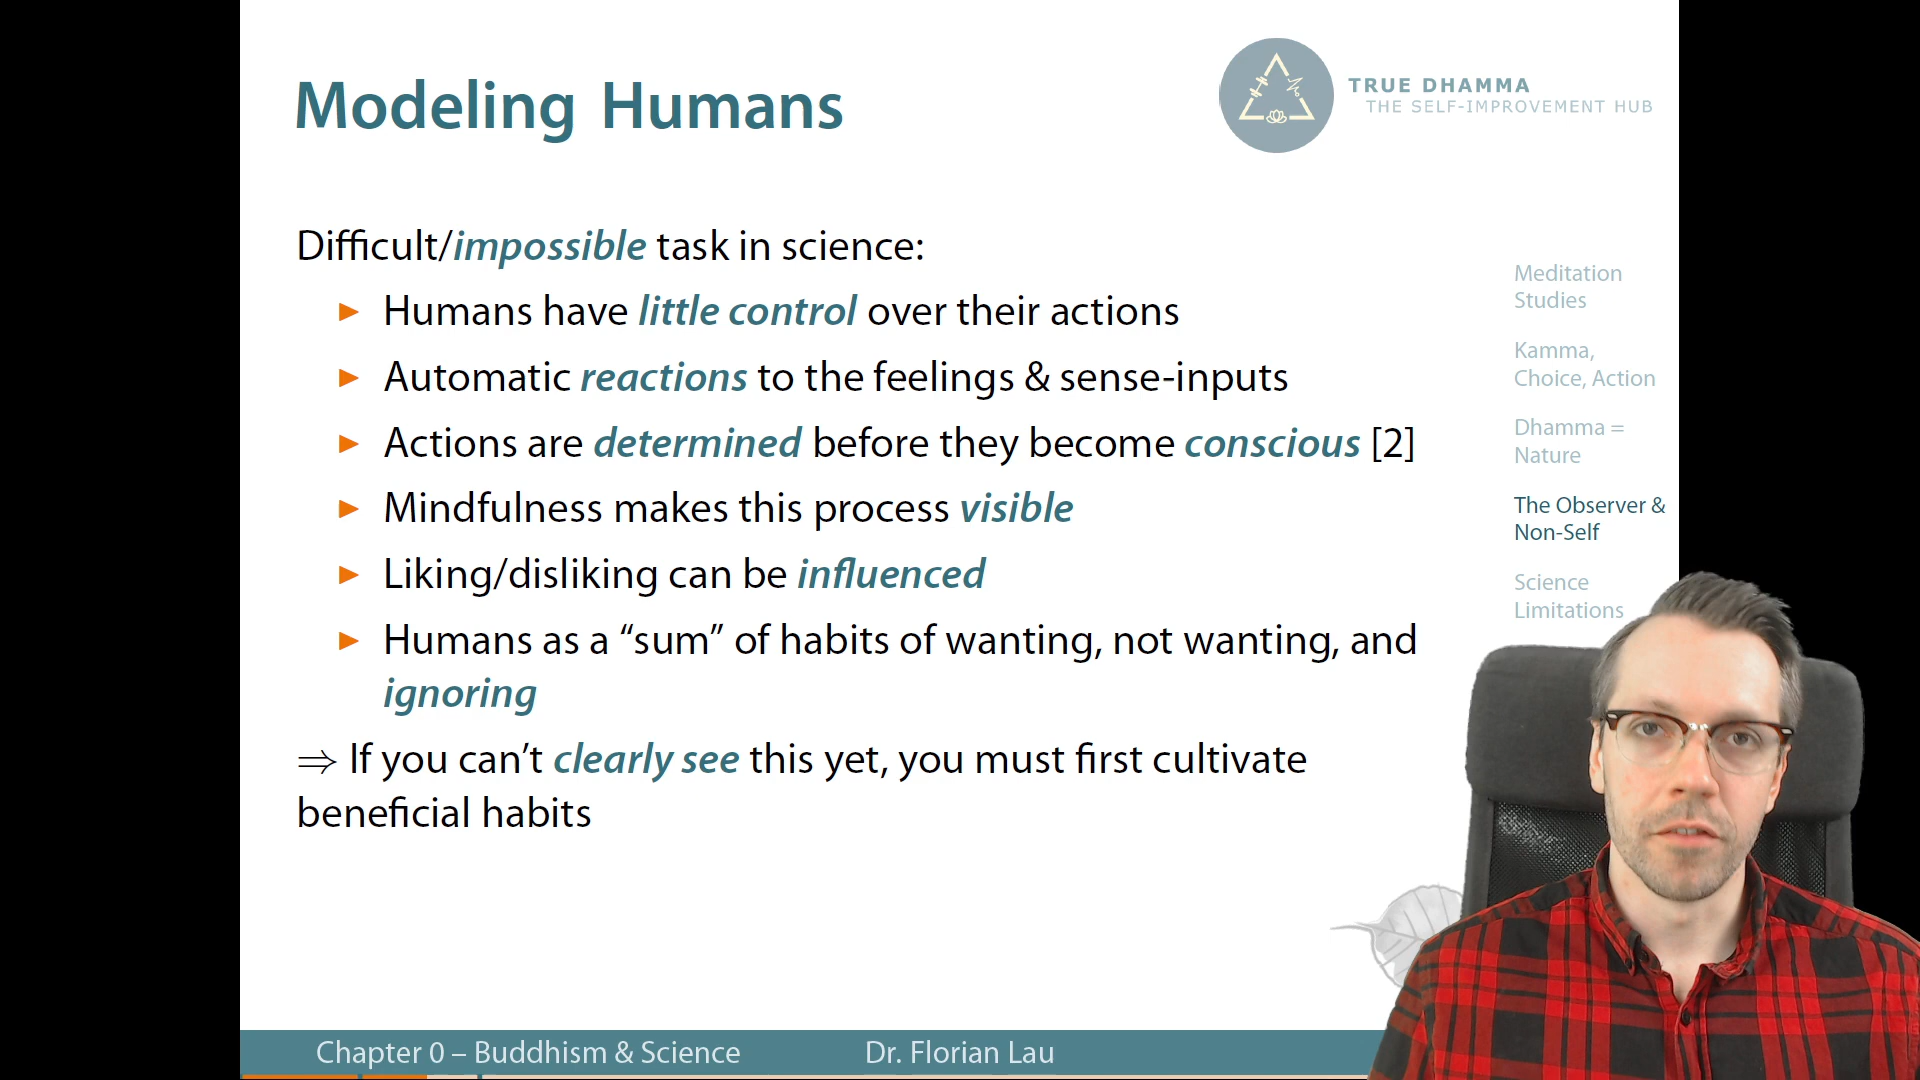 Modeling Humans
TRUE DHAMMA
THE SELF-IMPROVEMENT HUB
Difficult/impossible task in science:
Humans have little control over their actions
Automatic reactions to the feelings & sense-inputs
Actions are determined before they become conscious [2]
Mindfulness makes this process visible
Liking/disliking can be influenced
Humans as a “sum” of habits of wanting, not wanting, and
ignoring
⇒ If you can’t clearly see this yet, you must first cultivate
beneficial habits
Meditation
Studies
Kamma,
Choice, Action
Dhamma =
Nature
The Observer &
Non-Self
Science
Limitations
Chapter 0 – Buddhism & Science
Dr. Florian Lau